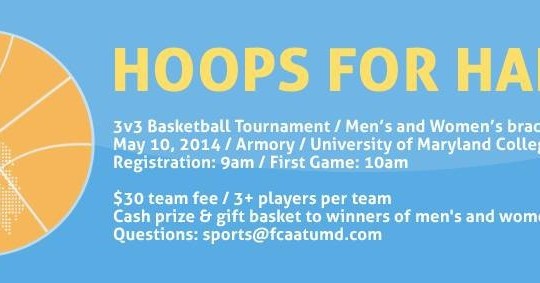 HOOPS FOR
3v3 Basketball Tournament / Men's and Women's
May 10, 2014 / Armory / University of Maryland
Registration: 9am / First Game: 10am
$30 team fee / 3+ players per team
Cash prize & gift basket to winners of men's and
Questions: sports@fcaatumd.com